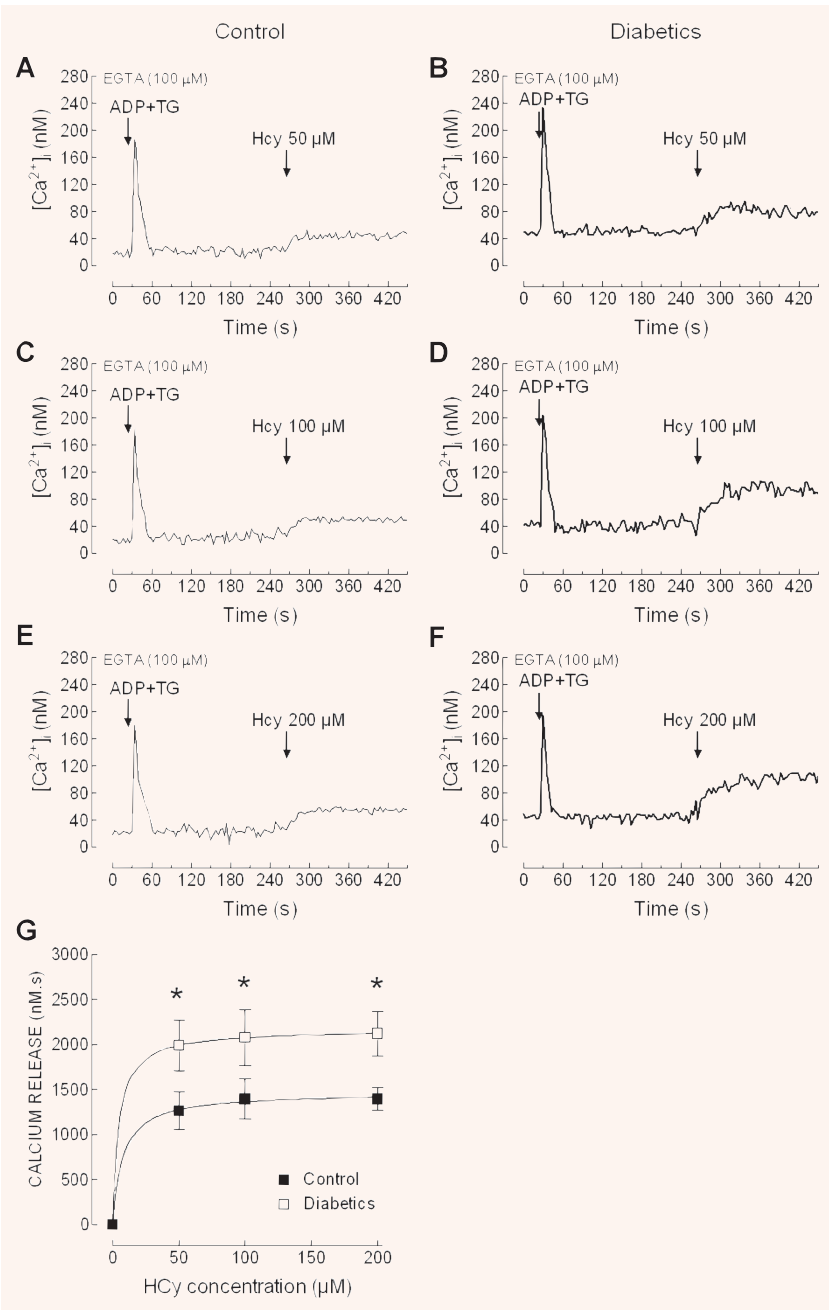 Control
Diabetics
A
EGTA (100 µM)
ADP+TG
Hcy 50 µM
[Ca2+]i (nM)
280
240
200
160
120
80
40
0
0 60 120 180 240 300 360 420
Time (s)
B
EGTA (100 µM)
ADP+TG
Hcy 50 µM
[Ca2+]i (nM)
280
240
200
160
120
80
40
0
0 60 120 180 240 300 360 420
Time (s)
C
EGTA (100 µM)
ADP+TG
Hcy 100 µM
[Ca2+]i (nM)
280
240
200
160
120
80
40
0
0 60 120 180 240 300 360 420
Time (s)
D
EGTA (100 µM)
ADP+TG
Hcy 100 µM
[Ca2+]i (nM)
280
240
200
160
120
80
40
0
0 60 120 180 240 300 360 420
Time (s)
E
EGTA (100 µM)
ADP+TG
Hcy 200 µM
[Ca2+]i (nM)
280
240
200
160
120
80
40
0
0 60 120 180 240 300 360 420
Time (s)
F
EGTA (100 µM)
ADP+TG
Hcy 200 µM
[Ca2+]i (nM)
280
240
200
160
120
80
40
0
0 60 120 180 240 300 360 420
Time (s)
G
CALCIUM RELEASE (nM.s)
3000
2500
2000
1500
1000
500
0
* * *
Control
Diabetics
0 50 100 150 200
HCy concentration (µM)